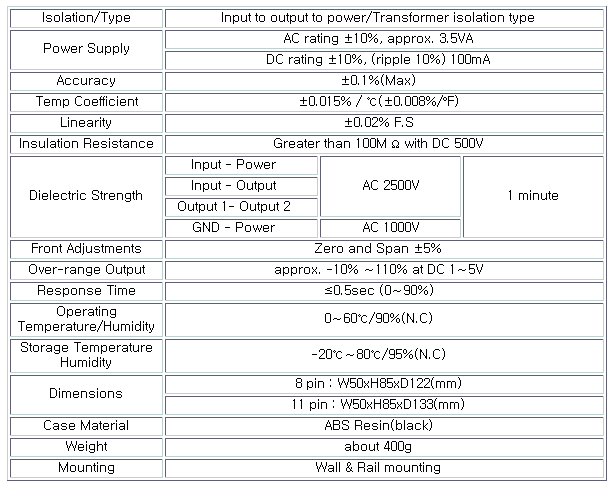 Isolation/Type
Input to output to power/Transformer isolation type
Power Supply
AC rating ±10%, approx. 3.5VA
DC rating ±10%, (ripple 10%) 100mA
Accuracy
±0.1%(Max)
Temp Coefficient
±0.015% / ℃(±0.008%/℉)
Linearity
±0.02% F.S
Insulation Resistance
Greater than 100M Ω with DC 500V
Dielectric Strength
Input - Power
Input - Output
Output 1- Output 2
AC 2500V
GND - Power
AC 1000V
1 minute
Front Adjustments
Zero and Span ±5%
Over-range Output
approx. -10% ~110% at DC 1~5V
Response Time
≤0.5sec (0~90%)
Operating
Temperature/Humidity
0~60℃/90%(N.C)
Storage Temperature
Humidity
-20℃~80℃/95%(N.C)
Dimensions
8 pin : W50xH85xD122(mm)
11 pin : W50xH85xD133(mm)
Case Material
ABS Resin(black)
Weight
about 400g
Mounting
Wall & Rail mounting